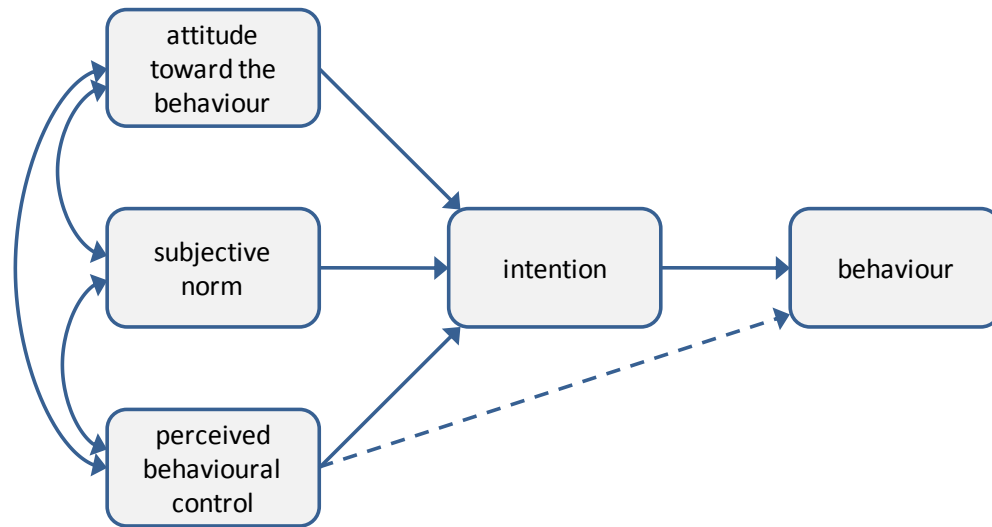 attitude
toward the
behaviour
subjective
norm
intention
behaviour
perceived
behavioural
control